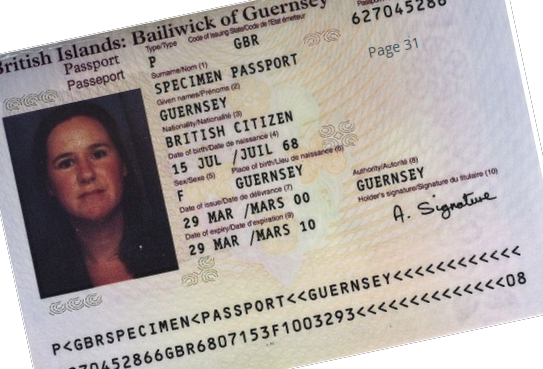 British Islands: Bailiwick of Guernsey
Passport
Passeport
Type/Type
Code of issuing State/Code de l'Etat émetteur
P
GBR
627045286
Page 31
Surname/Nom (1)
SPECIMEN PASSPORT
Given names/Prénoms (2)
GUERNSEY
Nationality/Nationalité (3)
BRITISH CITIZEN
Date of birth/Date de naissance (4)
15 JUL /JUIL 68
Sex/Sexe (5)
Place of birth/Lieu de naissance (6)
F
GUERNSEY
Date of issue/Date de délivrance (7)
29 MAR /MARS 00
Date of expiry/Date d'expiration (9)
29 MAR /MARS 10
Authority/Autorité (8)
GUERNSEY
Holder's signature/Signature du titulaire (10)
A. Signature
P<GBRSPECIMEN<PASSPORT<<GUERNSEY<<<<<<<<<<<<
270452866GBR6807153F1003293<<<<<<<<<<<<<<08